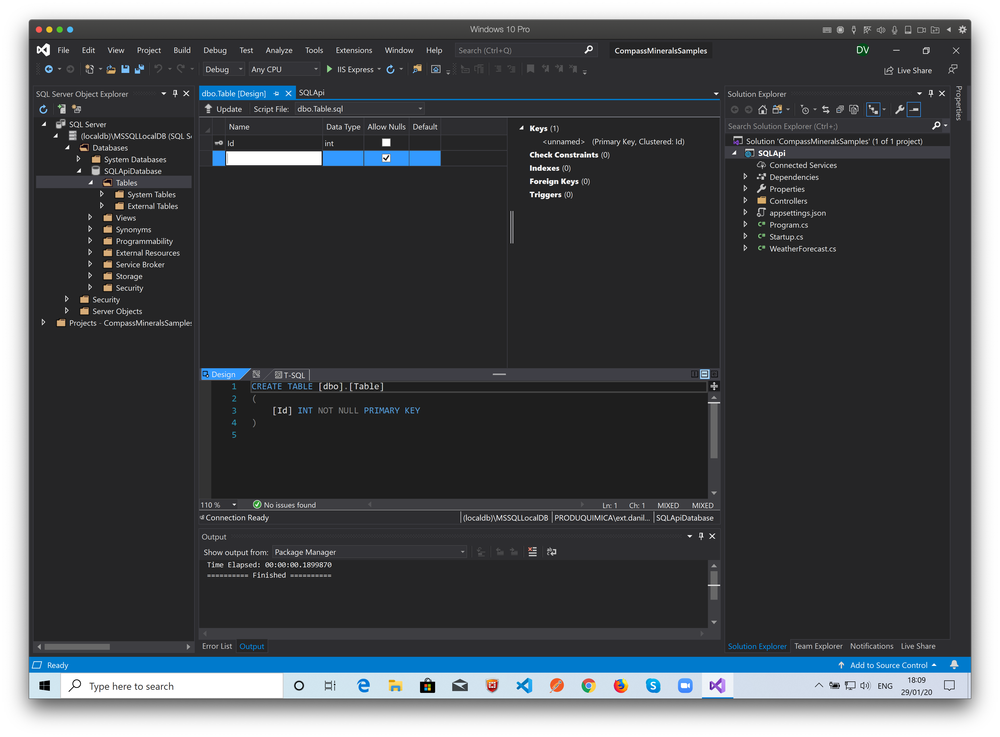 Windows 10 Pro
File Edit View Project Build Debug Test Analyze Tools Extensions Window Help Search (Ctrl+Q) CompassMineralsSamples DV
Debug Any CPU IIS Express Live Share
SQL Server Object Explorer
SQL Server
(localdb)\MSSQLLocalDB (SQL Se
Databases
System Databases
SQLApiDatabase
Tables
System Tables
External Tables
Views
Synonyms
Programmability
External Resources
Service Broker
Storage
Security
Security
Server Objects
Projects - CompassMineralsSamples
dbo.Table [Design] SQLApi
Update Script File: dbo.Table.sql
Name Data Type Allow Nulls Default
Id int
Keys (1)
<unnamed> (Primary Key, Clustered: Id)
Check Constraints (0)
Indexes (0)
Foreign Keys (0)
Triggers (0)
Design T-SQL
1 CREATE TABLE [dbo].[Table]
2 (
3 [Id] INT NOT NULL PRIMARY KEY
4 )
5
110 % No issues found Ln: 1 Ch: 1 MIXED MIXED
Connection Ready (localdb)\MSSQLLocalDB PRODUQUIMICA\ext.danil... SQLApiDatabase
Output
Show output from: Package Manager
Time Elapsed: 00:00:00.1899870
========== Finished ==========
Error List Output
Solution Explorer
Search Solution Explorer (Ctrl+;)
Solution 'CompassMineralsSamples' (1 of 1 project)
SQLApi
Connected Services
Dependencies
Properties
Controllers
appsettings.json
C# Program.cs
C# Startup.cs
C# WeatherForecast.cs
Solution Explorer Team Explorer Notifications Live Share
Properties
Ready Add to Source Control
Type here to search ENG 18:09
29/01/20